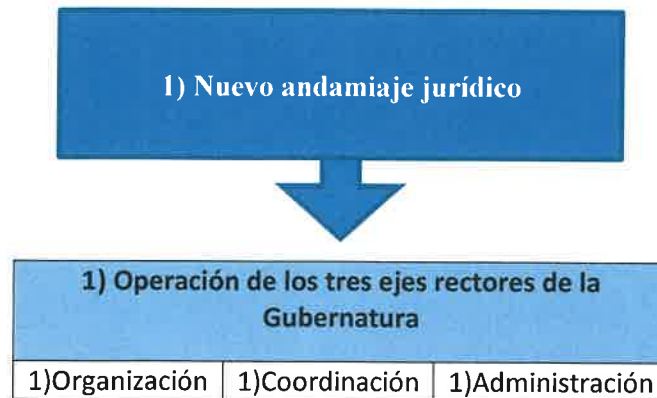 1) Nuevo andamiaje jurídico
1) Operación de los tres ejes rectores de la
Gubernatura
1)Organización
1)Coordinación
1)Administración